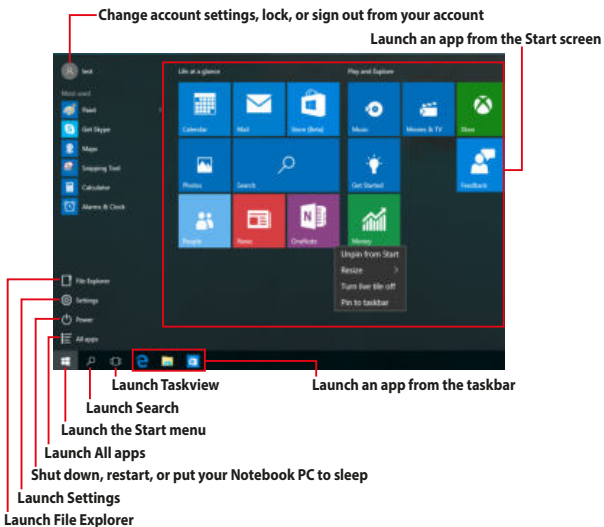 Change account settings, lock, or sign out from your account
Launch an app from the Start screen
test
Life at a glance
Play and Explore
Most used
Paint
Get Skype
Maps
Snipping Tool
Calculator
Alarms & Clock
Calendar
Mail
Store (Beta)
Music
Movies & TV
Xbox
Photos
Search
Get Started
Feedback
People
News
OneNote
Money
Unpin from Start
Resize
Turn live tile off
Pin to taskbar
File Explorer
Settings
Power
All apps
Launch Taskview
Launch an app from the taskbar
Launch Search
Launch the Start menu
Launch All apps
Shut down, restart, or put your Notebook PC to sleep
Launch Settings
Launch File Explorer